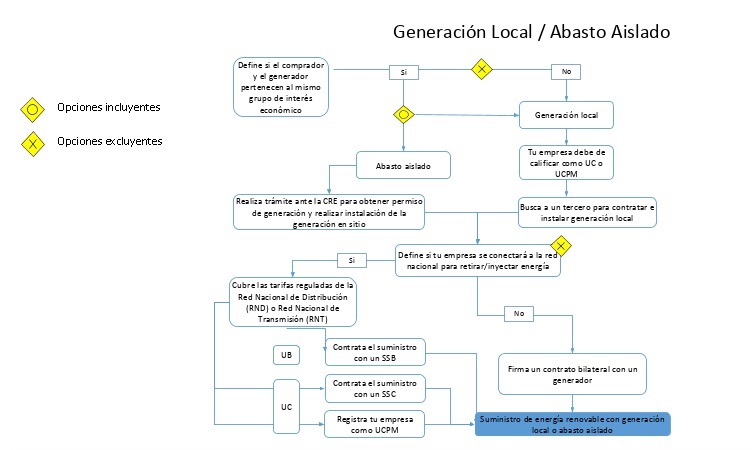 Generación Local / Abasto Aislado
Define si el comprador
y el generador
pertenecen al mismo
grupo de interés
económico
Si
No
Opciones incluyentes
Opciones excluyentes
Generación local
Tu empresa debe de
calificar como UC o
UCPM
Abasto aislado
Realiza trámite ante la CRE para obtener permiso
de generación y realizar instalación de la
generación en sitio
Busca a un tercero para contratar e
instalar generación local
Define si tu empresa se conectará a la red
nacional para retirar/inyectar energía
Si
Cubre las tarifas reguladas de la
Red Nacional de Distribución
(RND) o Red Nacional de
Transmisión (RNT)
No
UB
Contrata el suministro
con un SSB
Firma un contrato bilateral con un
generador
UC
Contrata el suministro
con un SSC
Registra tu empresa
como UCPM
Suministro de energía renovable con generación
local o abasto aislado